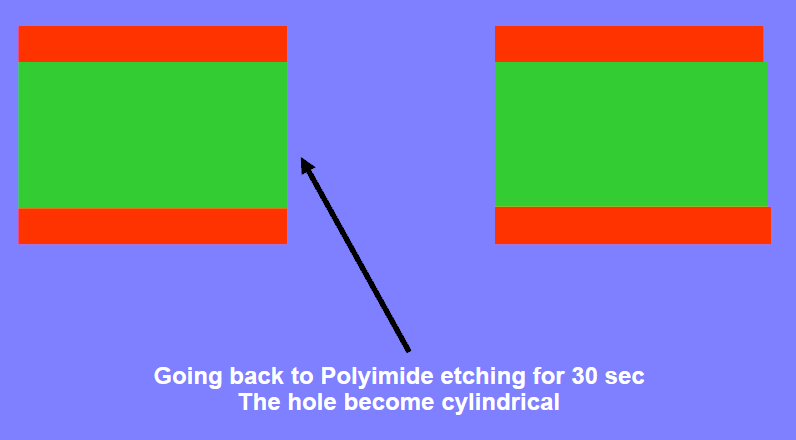 Going back to Polyimide etching for 30 sec
The hole become cylindrical